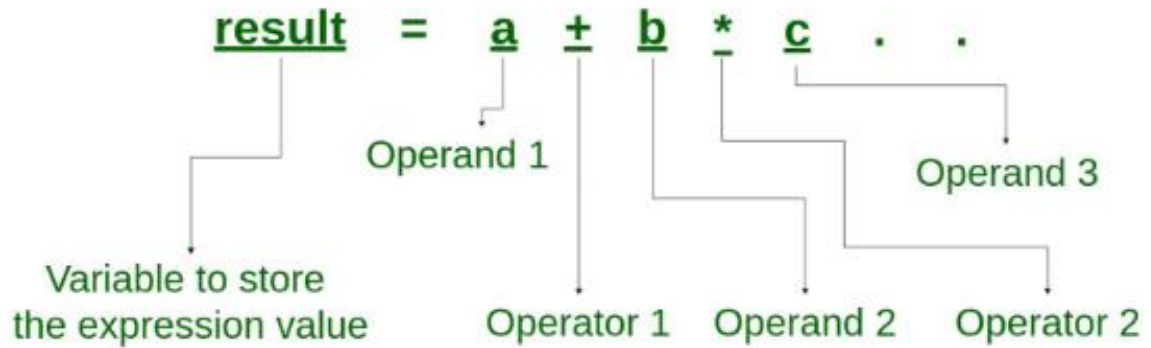 result = a + b * c . .
Operand 1
Operand 3
Variable to store
the expression value
Operator 1
Operand 2
Operator 2